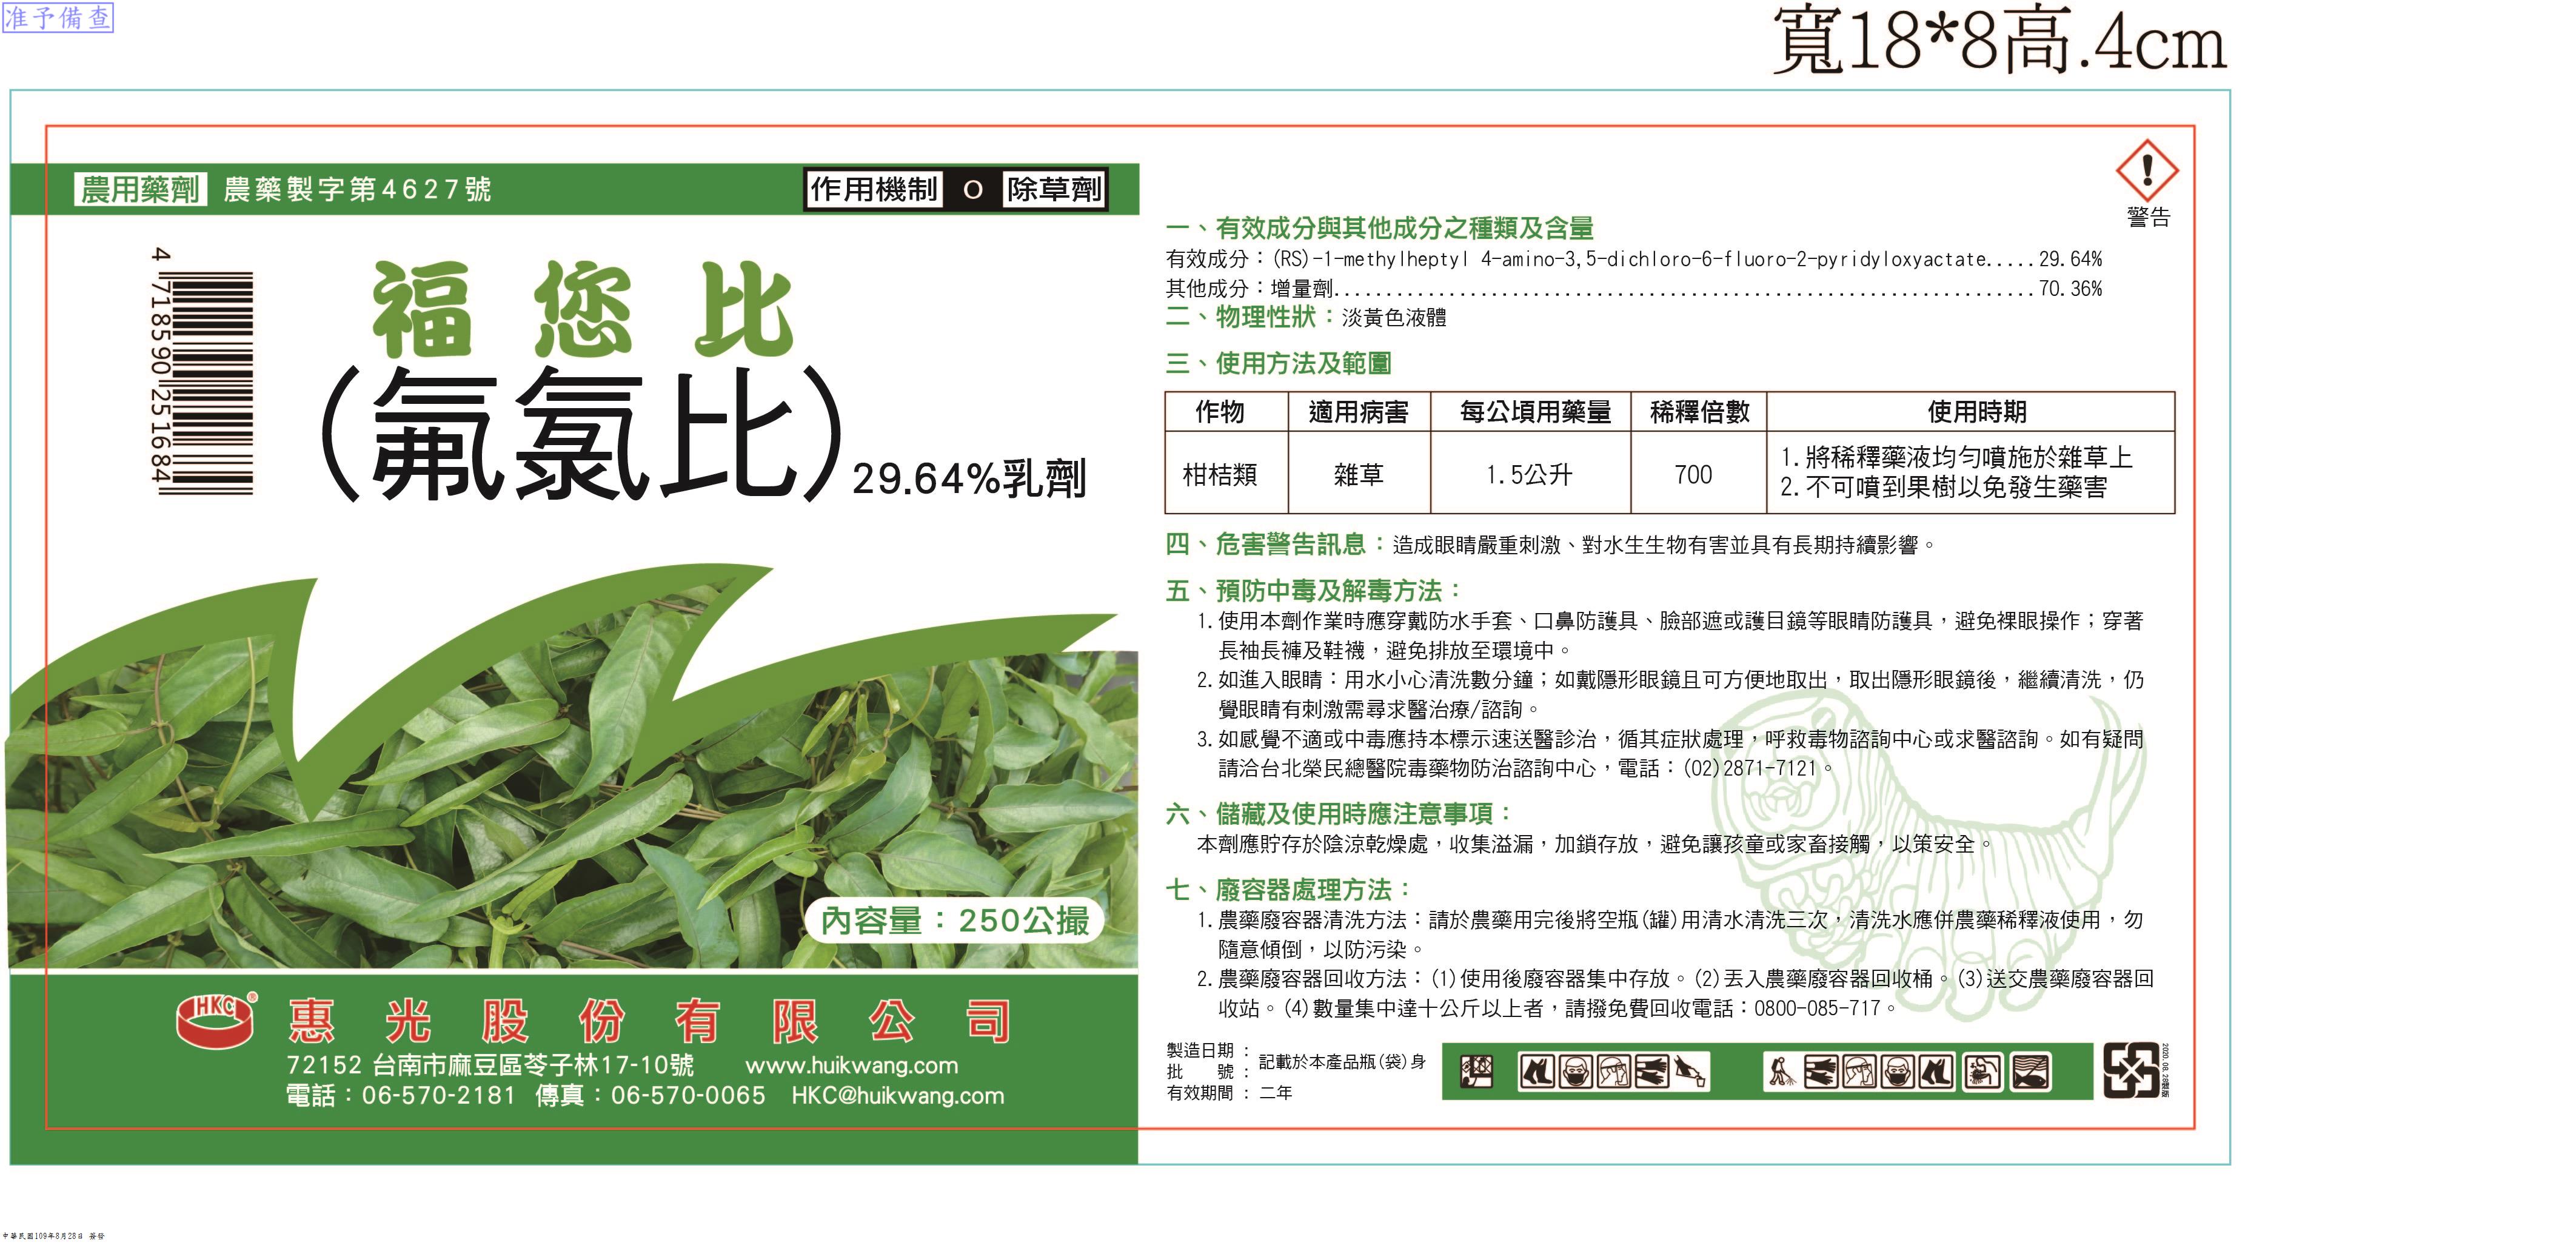 准予備查
寬18*8高.4cm
農用藥劑 農藥製字第4627號
作用機制 O 除草劑
4 718590 251684
福您比
(氟氯比)29.64%乳劑
內容量：250公撮
HKC®
惠光股份有限公司
72152 台南市麻豆區苓子林17-10號 www.huikwang.com
電話：06-570-2181 傳真：06-570-0065 HKC@huikwang.com
警告
一、有效成分與其他成分之種類及含量
有效成分：(RS)-1-methylheptyl 4-amino-3,5-dichloro-6-fluoro-2-pyridyloxyactate.....29.64%
其他成分：增量劑...................................................................70.36%
二、物理性狀：淡黃色液體
三、使用方法及範圍
作物 適用病害 每公頃用藥量 稀釋倍數 使用時期
柑桔類 雜草 1.5公升 700 1.將稀釋藥液均勻噴施於雜草上
2.不可噴到果樹以免發生藥害
四、危害警告訊息：造成眼睛嚴重刺激、對水生生物有害並具有長期持續影響。
五、預防中毒及解毒方法：
1.使用本劑作業時應穿戴防水手套、口鼻防護具、臉部遮或護目鏡等眼睛防護具，避免裸眼操作；穿著
長袖長褲及鞋襪，避免排放至環境中。
2.如進入眼睛：用水小心清洗數分鐘；如戴隱形眼鏡且可方便地取出，取出隱形眼鏡後，繼續清洗，仍
覺眼睛有刺激需尋求醫治療/諮詢。
3.如感覺不適或中毒應持本標示速送醫診治，循其症狀處理，呼救毒物諮詢中心或求醫諮詢。如有疑問
請洽台北榮民總醫院毒藥物防治諮詢中心，電話：(02)2871-7121。
六、儲藏及使用時應注意事項：
本劑應貯存於陰涼乾燥處，收集溢漏，加鎖存放，避免讓孩童或家畜接觸，以策安全。
七、廢容器處理方法：
1.農藥廢容器清洗方法：請於農藥用完後將空瓶(罐)用清水清洗三次，清洗水應併農藥稀釋液使用，勿
隨意傾倒，以防污染。
2.農藥廢容器回收方法：(1)使用後廢容器集中存放。(2)丟入農藥廢容器回收桶。(3)送交農藥廢容器回
收站。(4)數量集中達十公斤以上者，請撥免費回收電話：0800-085-717。
製造日期：
批 號：記載於本產品瓶(袋)身
有效期間：二年
2020.08.28製版
中華民國109年8月28日 簽發